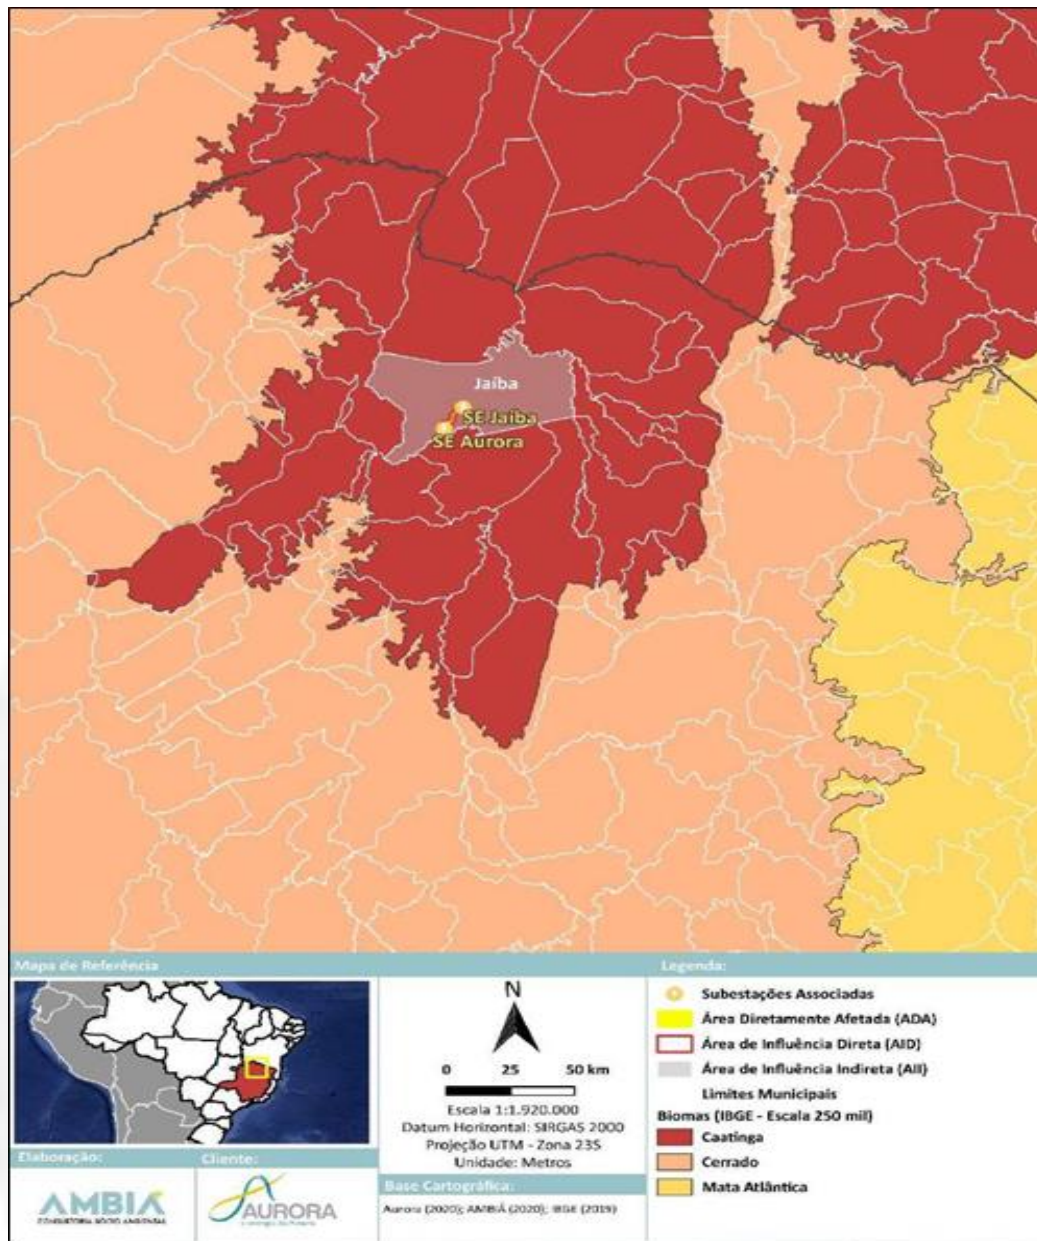 Jaíba
SE Jaíba
SE Aurora
Mapa de Referência
N
0 25 50 km
Escala 1:1.920.000
Datum Horizontal: SIRGAS 2000
Projeção UTM - Zona 23S
Unidade: Metros
Legenda:
Subestações Associadas
Área Diretamente Afetada (ADA)
Área de Influência Direta (AID)
Área de Influência Indireta (AII)
Limites Municipais
Biomas (IBGE - Escala 250 mil)
Caatinga
Cerrado
Mata Atlântica
Elaboração:
AMBIÁ
CONSULTORIA SÓCIO AMBIENTAL
Cliente:
AURORA
Base Cartográfica:
Aurora (2020); AMBIÁ (2020); IBGE (2019)